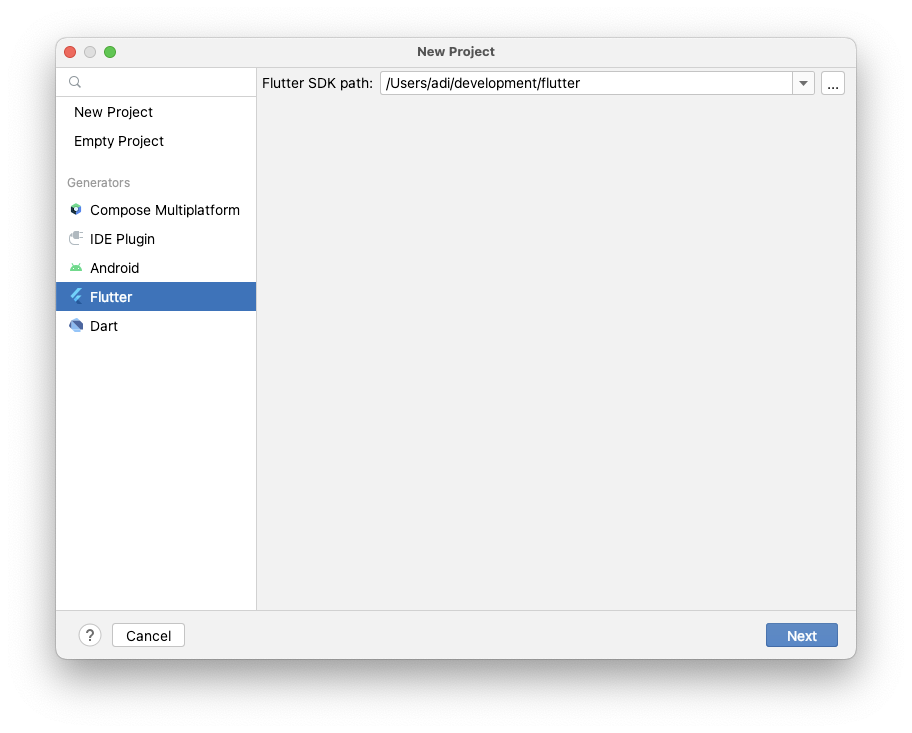 New Project
Flutter SDK path: /Users/adi/development/flutter ...
New Project
Empty Project
Generators
Compose Multiplatform
IDE Plugin
Android
Flutter
Dart
? Cancel Next